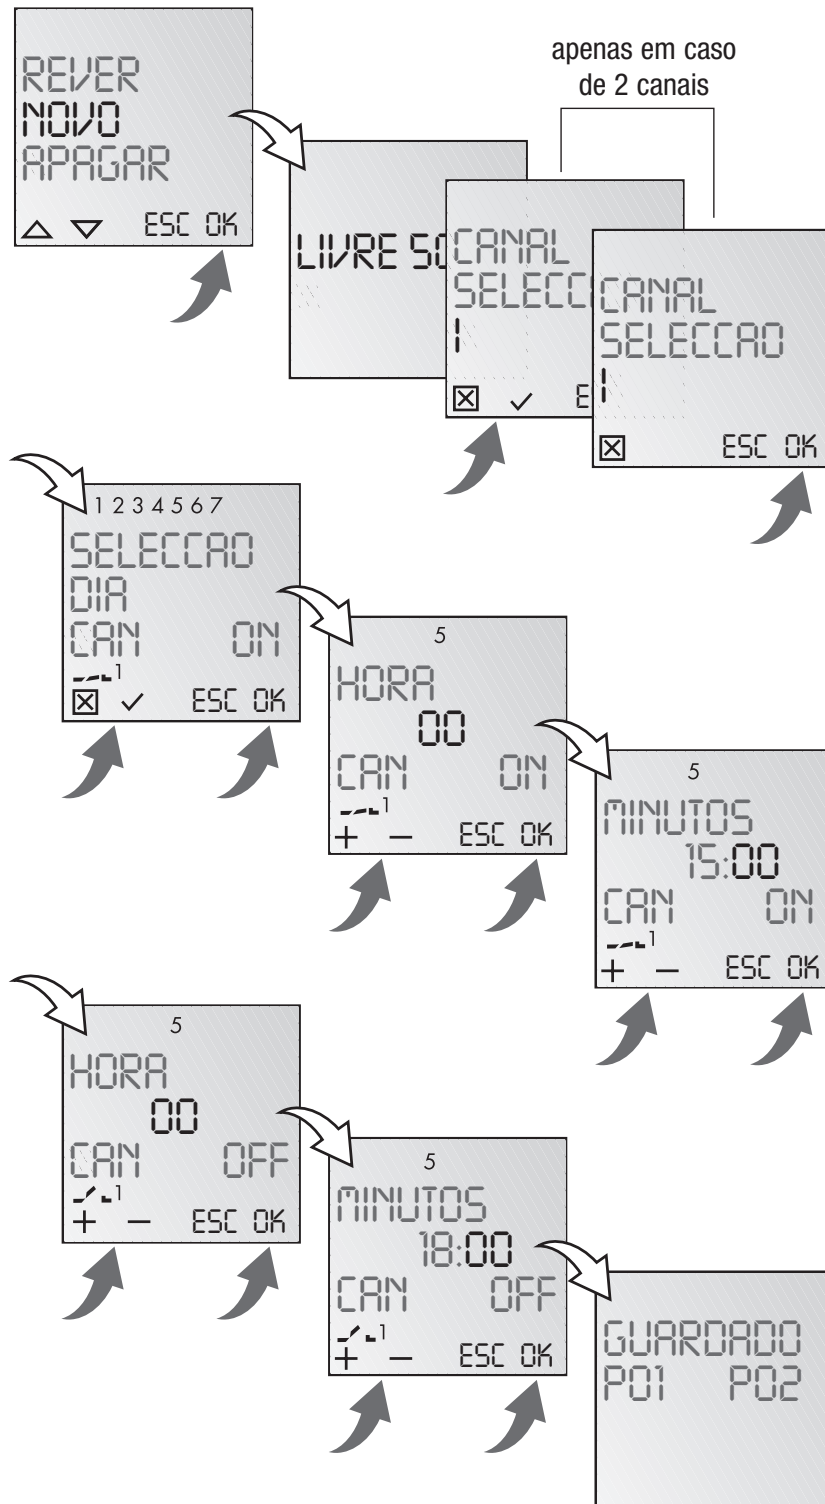 apenas em caso
de 2 canais
REVER
NOVO
APAGAR
ESC OK
LIVRE
CANAL
SELECC
1
CANAL
SELECCAO
1
ESC OK
1 2 3 4 5 6 7
SELECCAO
DIA
CAN ON
1
ESC OK
5
HORA
00
CAN ON
1
+ − ESC OK
5
MINUTOS
15:00
CAN ON
1
+ − ESC OK
5
HORA
00
CAN OFF
1
+ − ESC OK
5
MINUTOS
18:00
CAN OFF
1
+ − ESC OK
GUARDADO
P01 P02